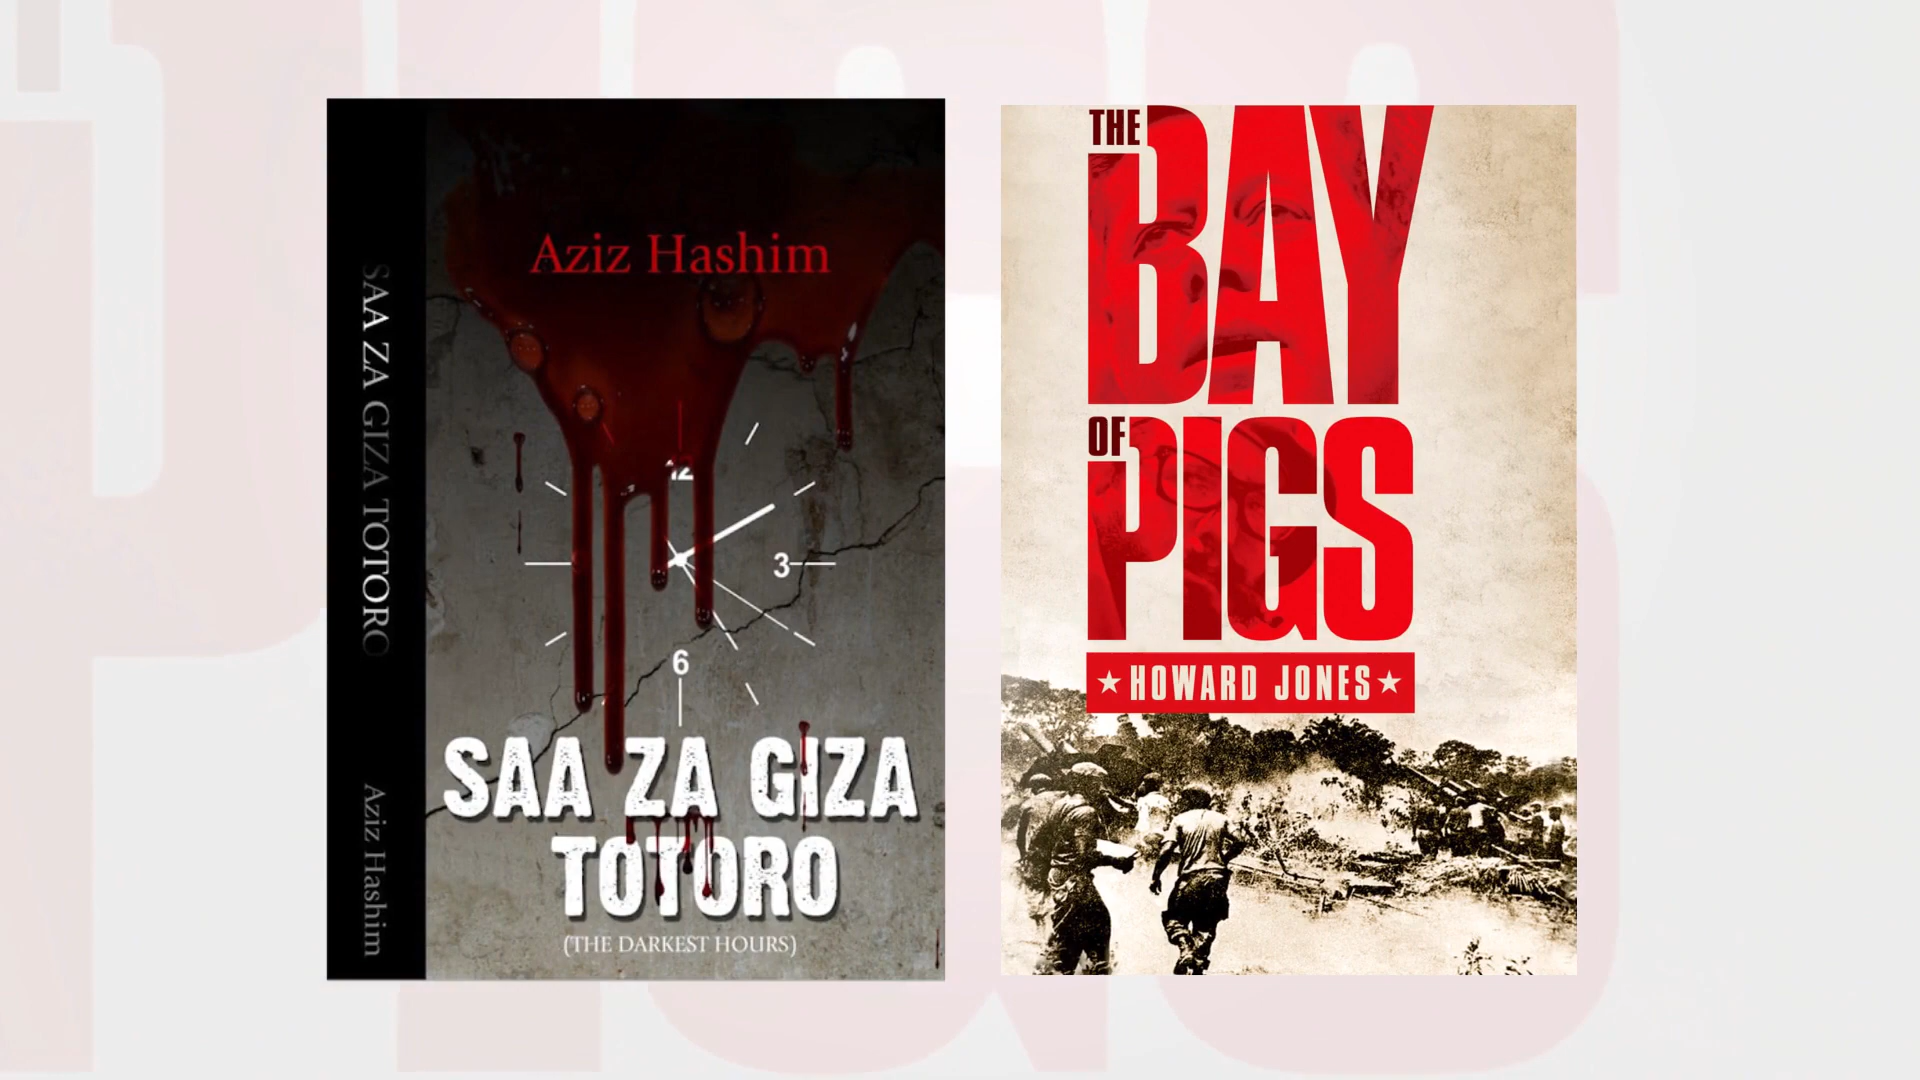 SAA ZA GIZA TOTORO
Aziz Hashim
Aziz Hashim
12
3
6
SAA ZA GIZA
TOTORO
(THE DARKEST HOURS)
THE
BAY
OF
PIGS
HOWARD JONES